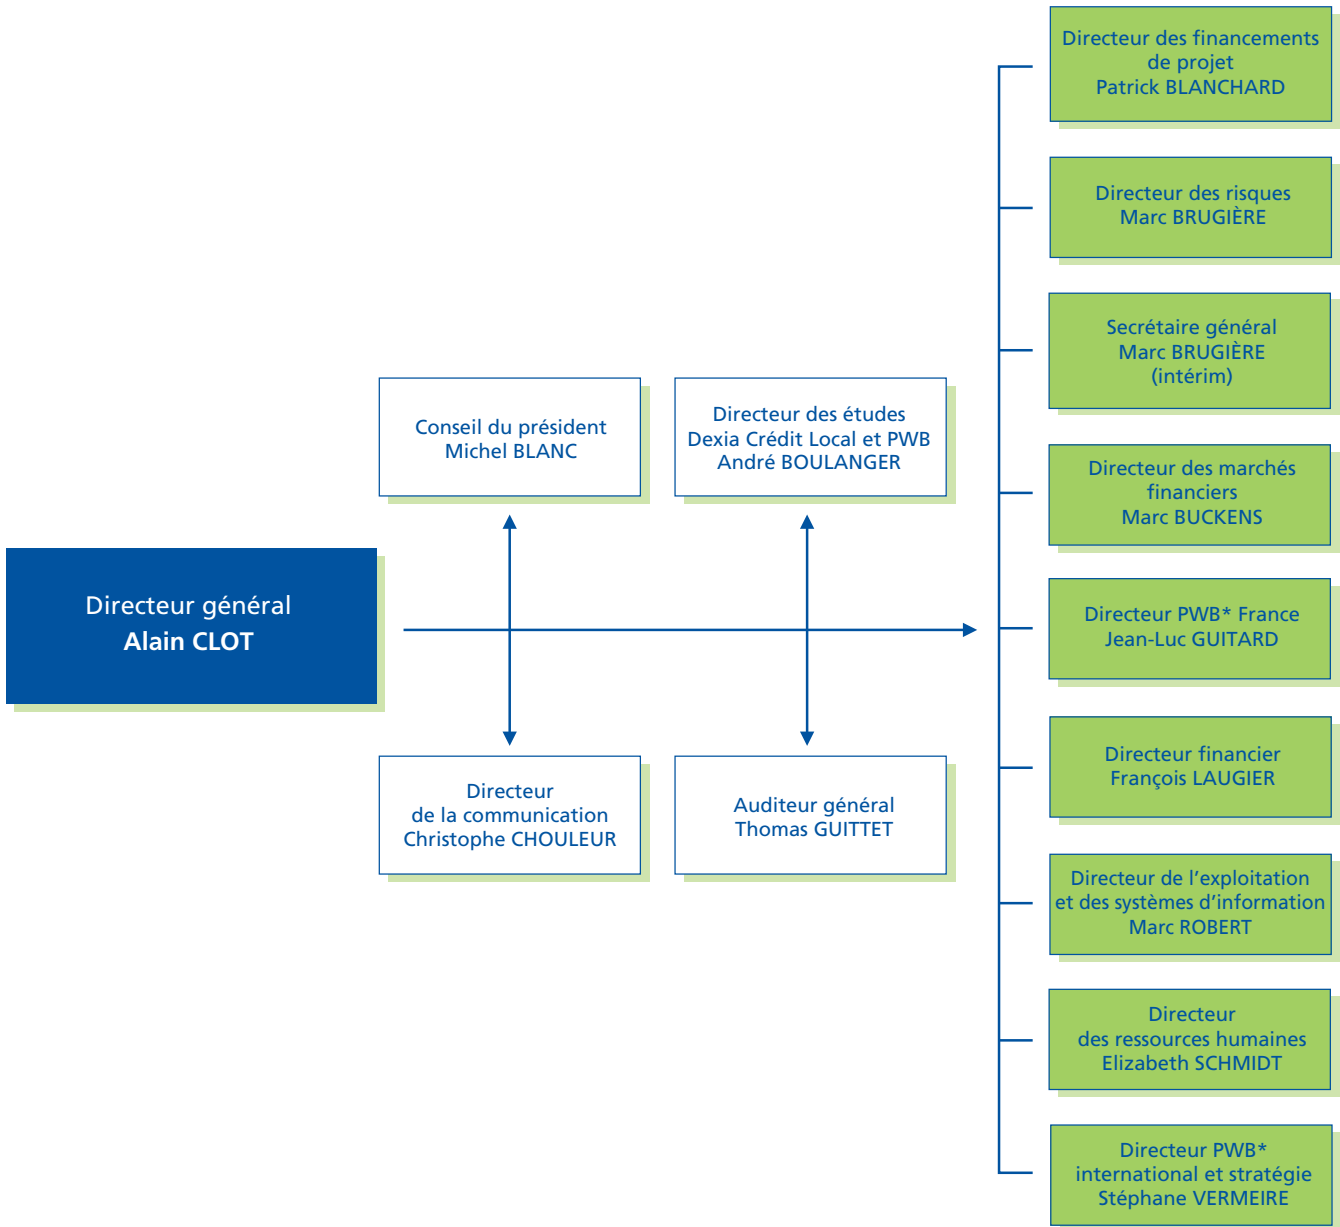 Directeur général
Alain CLOT
Conseil du président
Michel BLANC
Directeur des études
Dexia Crédit Local et PWB
André BOULANGER
Directeur
de la communication
Christophe CHOULEUR
Auditeur général
Thomas GUITTET
Directeur des financements
de projet
Patrick BLANCHARD
Directeur des risques
Marc BRUGIÈRE
Secrétaire général
Marc BRUGIÈRE
(intérim)
Directeur des marchés
financiers
Marc BUCKENS
Directeur PWB* France
Jean-Luc GUITARD
Directeur financier
François LAUGIER
Directeur de l’exploitation
et des systèmes d’information
Marc ROBERT
Directeur
des ressources humaines
Elizabeth SCHMIDT
Directeur PWB*
international et stratégie
Stéphane VERMEIRE